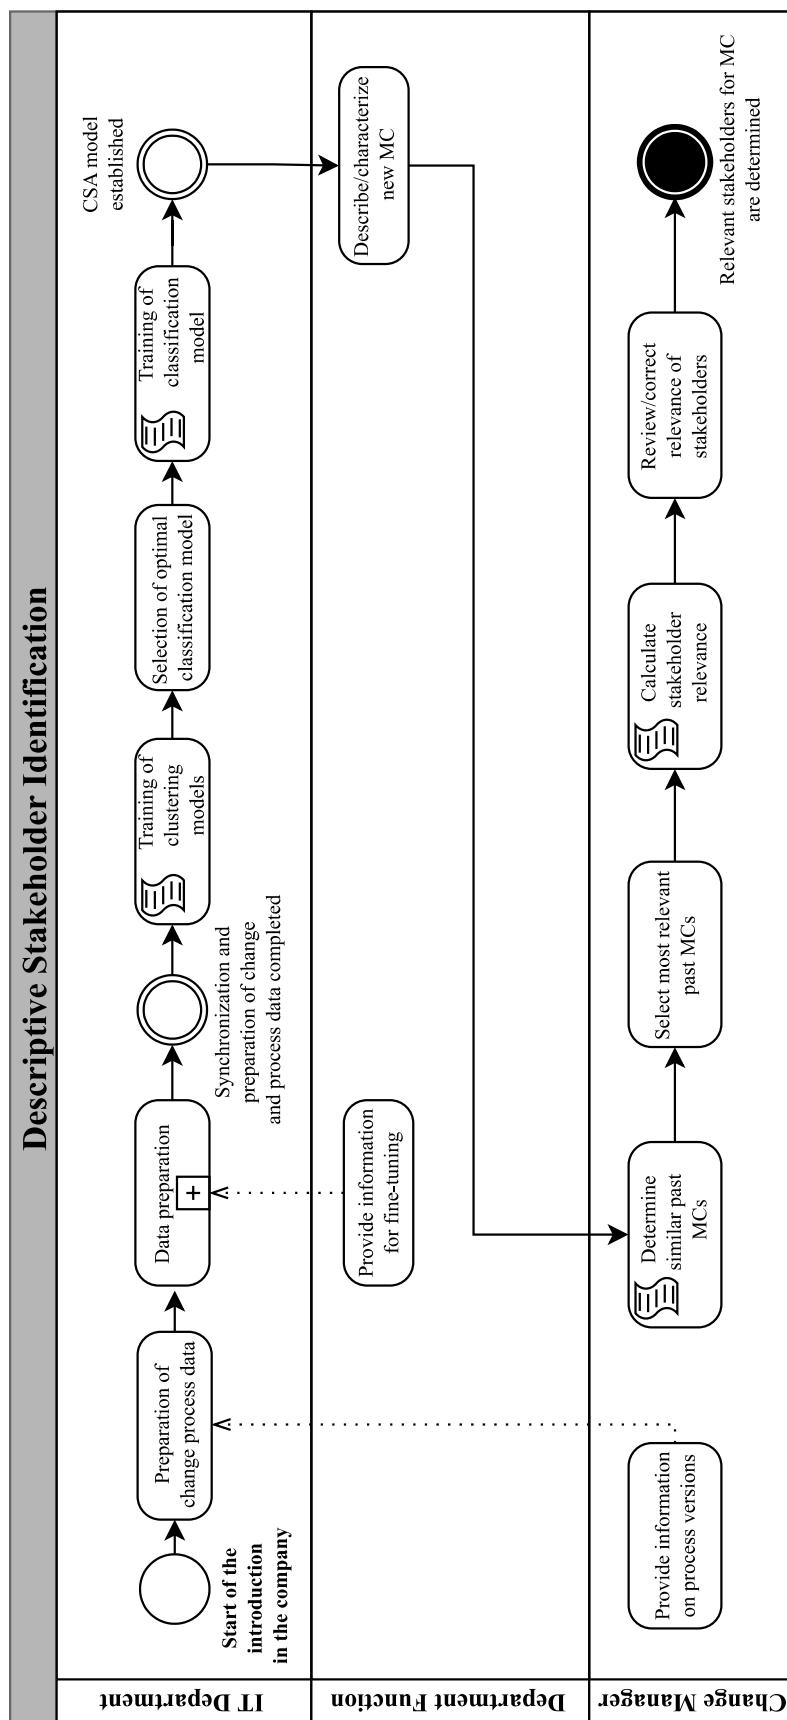 Descriptive Stakeholder Identification
IT Department
Start of the
introduction
in the company
Preparation of
change process data
Data preparation
+
Synchronization and
preparation of change
and process data completed
Training of
clustering
models
Selection of optimal
classification model
Training of
classification
model
CSA model
established
Department Function
Provide information
for fine-tuning
Describe/characterize
new MC
Change Manager
Provide information
on process versions
Determine
similar past
MCs
Select most relevant
past MCs
Calculate
stakeholder
relevance
Review/correct
relevance of
stakeholders
Relevant stakeholders for MC
are determined